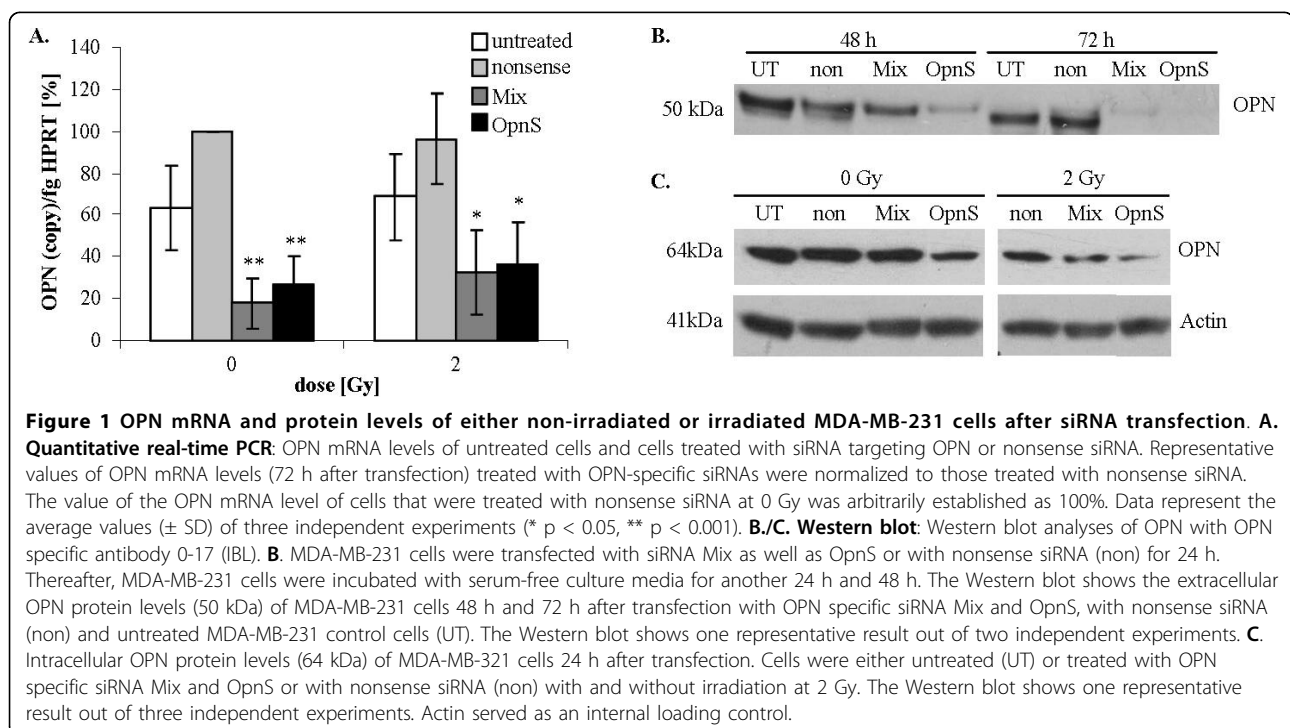 A.
140
120
100
80
60
40
20
0
OPN (copy)/fg HPRT [%]
untreated
nonsense
Mix
OpnS
** ** * *
0 2
dose [Gy]
B.
48 h 72 h
UT non Mix OpnS UT non Mix OpnS
50 kDa OPN
C.
0 Gy 2 Gy
UT non Mix OpnS non Mix OpnS
64kDa OPN
41kDa Actin
Figure 1 OPN mRNA and protein levels of either non-irradiated or irradiated MDA-MB-231 cells after siRNA transfection. A.
Quantitative real-time PCR: OPN mRNA levels of untreated cells and cells treated with siRNA targeting OPN or nonsense siRNA. Representative
values of OPN mRNA levels (72 h after transfection) treated with OPN-specific siRNAs were normalized to those treated with nonsense siRNA.
The value of the OPN mRNA level of cells that were treated with nonsense siRNA at 0 Gy was arbitrarily established as 100%. Data represent the
average values (± SD) of three independent experiments (* p < 0.05, ** p < 0.001). B./C. Western blot: Western blot analyses of OPN with OPN
specific antibody 0-17 (IBL). B. MDA-MB-231 cells were transfected with siRNA Mix as well as OpnS or with nonsense siRNA (non) for 24 h.
Thereafter, MDA-MB-231 cells were incubated with serum-free culture media for another 24 h and 48 h. The Western blot shows the extracellular
OPN protein levels (50 kDa) of MDA-MB-231 cells 48 h and 72 h after transfection with OPN specific siRNA Mix and OpnS, with nonsense siRNA
(non) and untreated MDA-MB-231 control cells (UT). The Western blot shows one representative result out of two independent experiments. C.
Intracellular OPN protein levels (64 kDa) of MDA-MB-321 cells 24 h after transfection. Cells were either untreated (UT) or treated with OPN
specific siRNA Mix and OpnS or with nonsense siRNA (non) with and without irradiation at 2 Gy. The Western blot shows one representative
result out of three independent experiments. Actin served as an internal loading control.